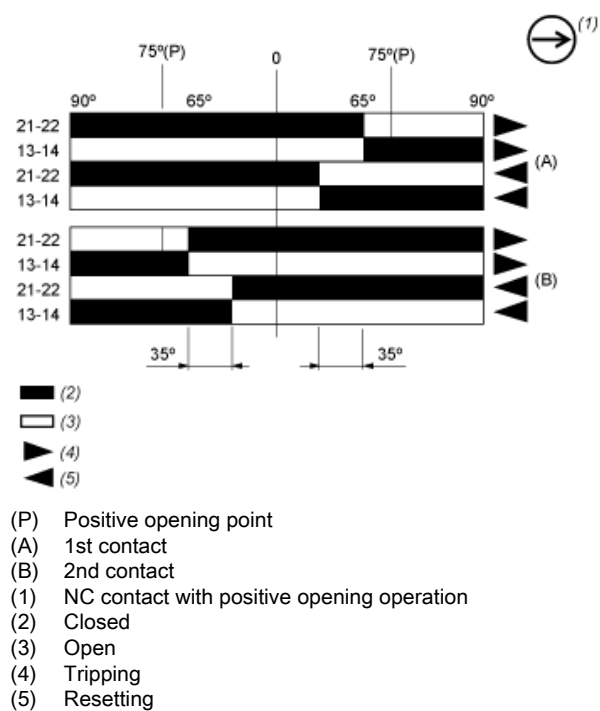 (1)
75º(P) 0 75º(P)
90º 65º 65º 90º
21-22
13-14
(A)
21-22
13-14
21-22
13-14
(B)
21-22
13-14
35º 35º
(2)
(3)
(4)
(5)
(P) Positive opening point
(A) 1st contact
(B) 2nd contact
(1) NC contact with positive opening operation
(2) Closed
(3) Open
(4) Tripping
(5) Resetting